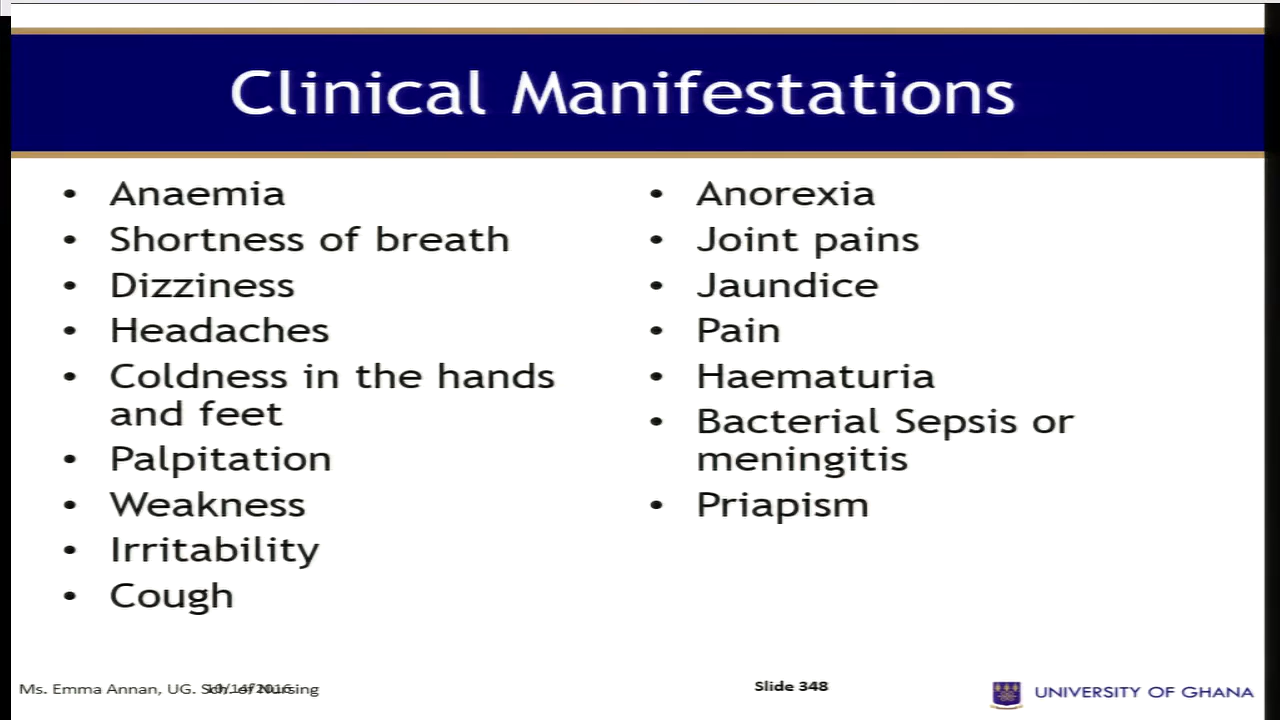 Clinical Manifestations
• Anaemia
• Shortness of breath
• Dizziness
• Headaches
• Coldness in the hands
and feet
• Palpitation
• Weakness
• Irritability
• Cough
• Anorexia
• Joint pains
• Jaundice
• Pain
• Haematuria
• Bacterial Sepsis or
meningitis
• Priapism
Ms. Emma Annan, UG. Sch. of Nursing
10/14/2016
Slide 348
UNIVERSITY OF GHANA